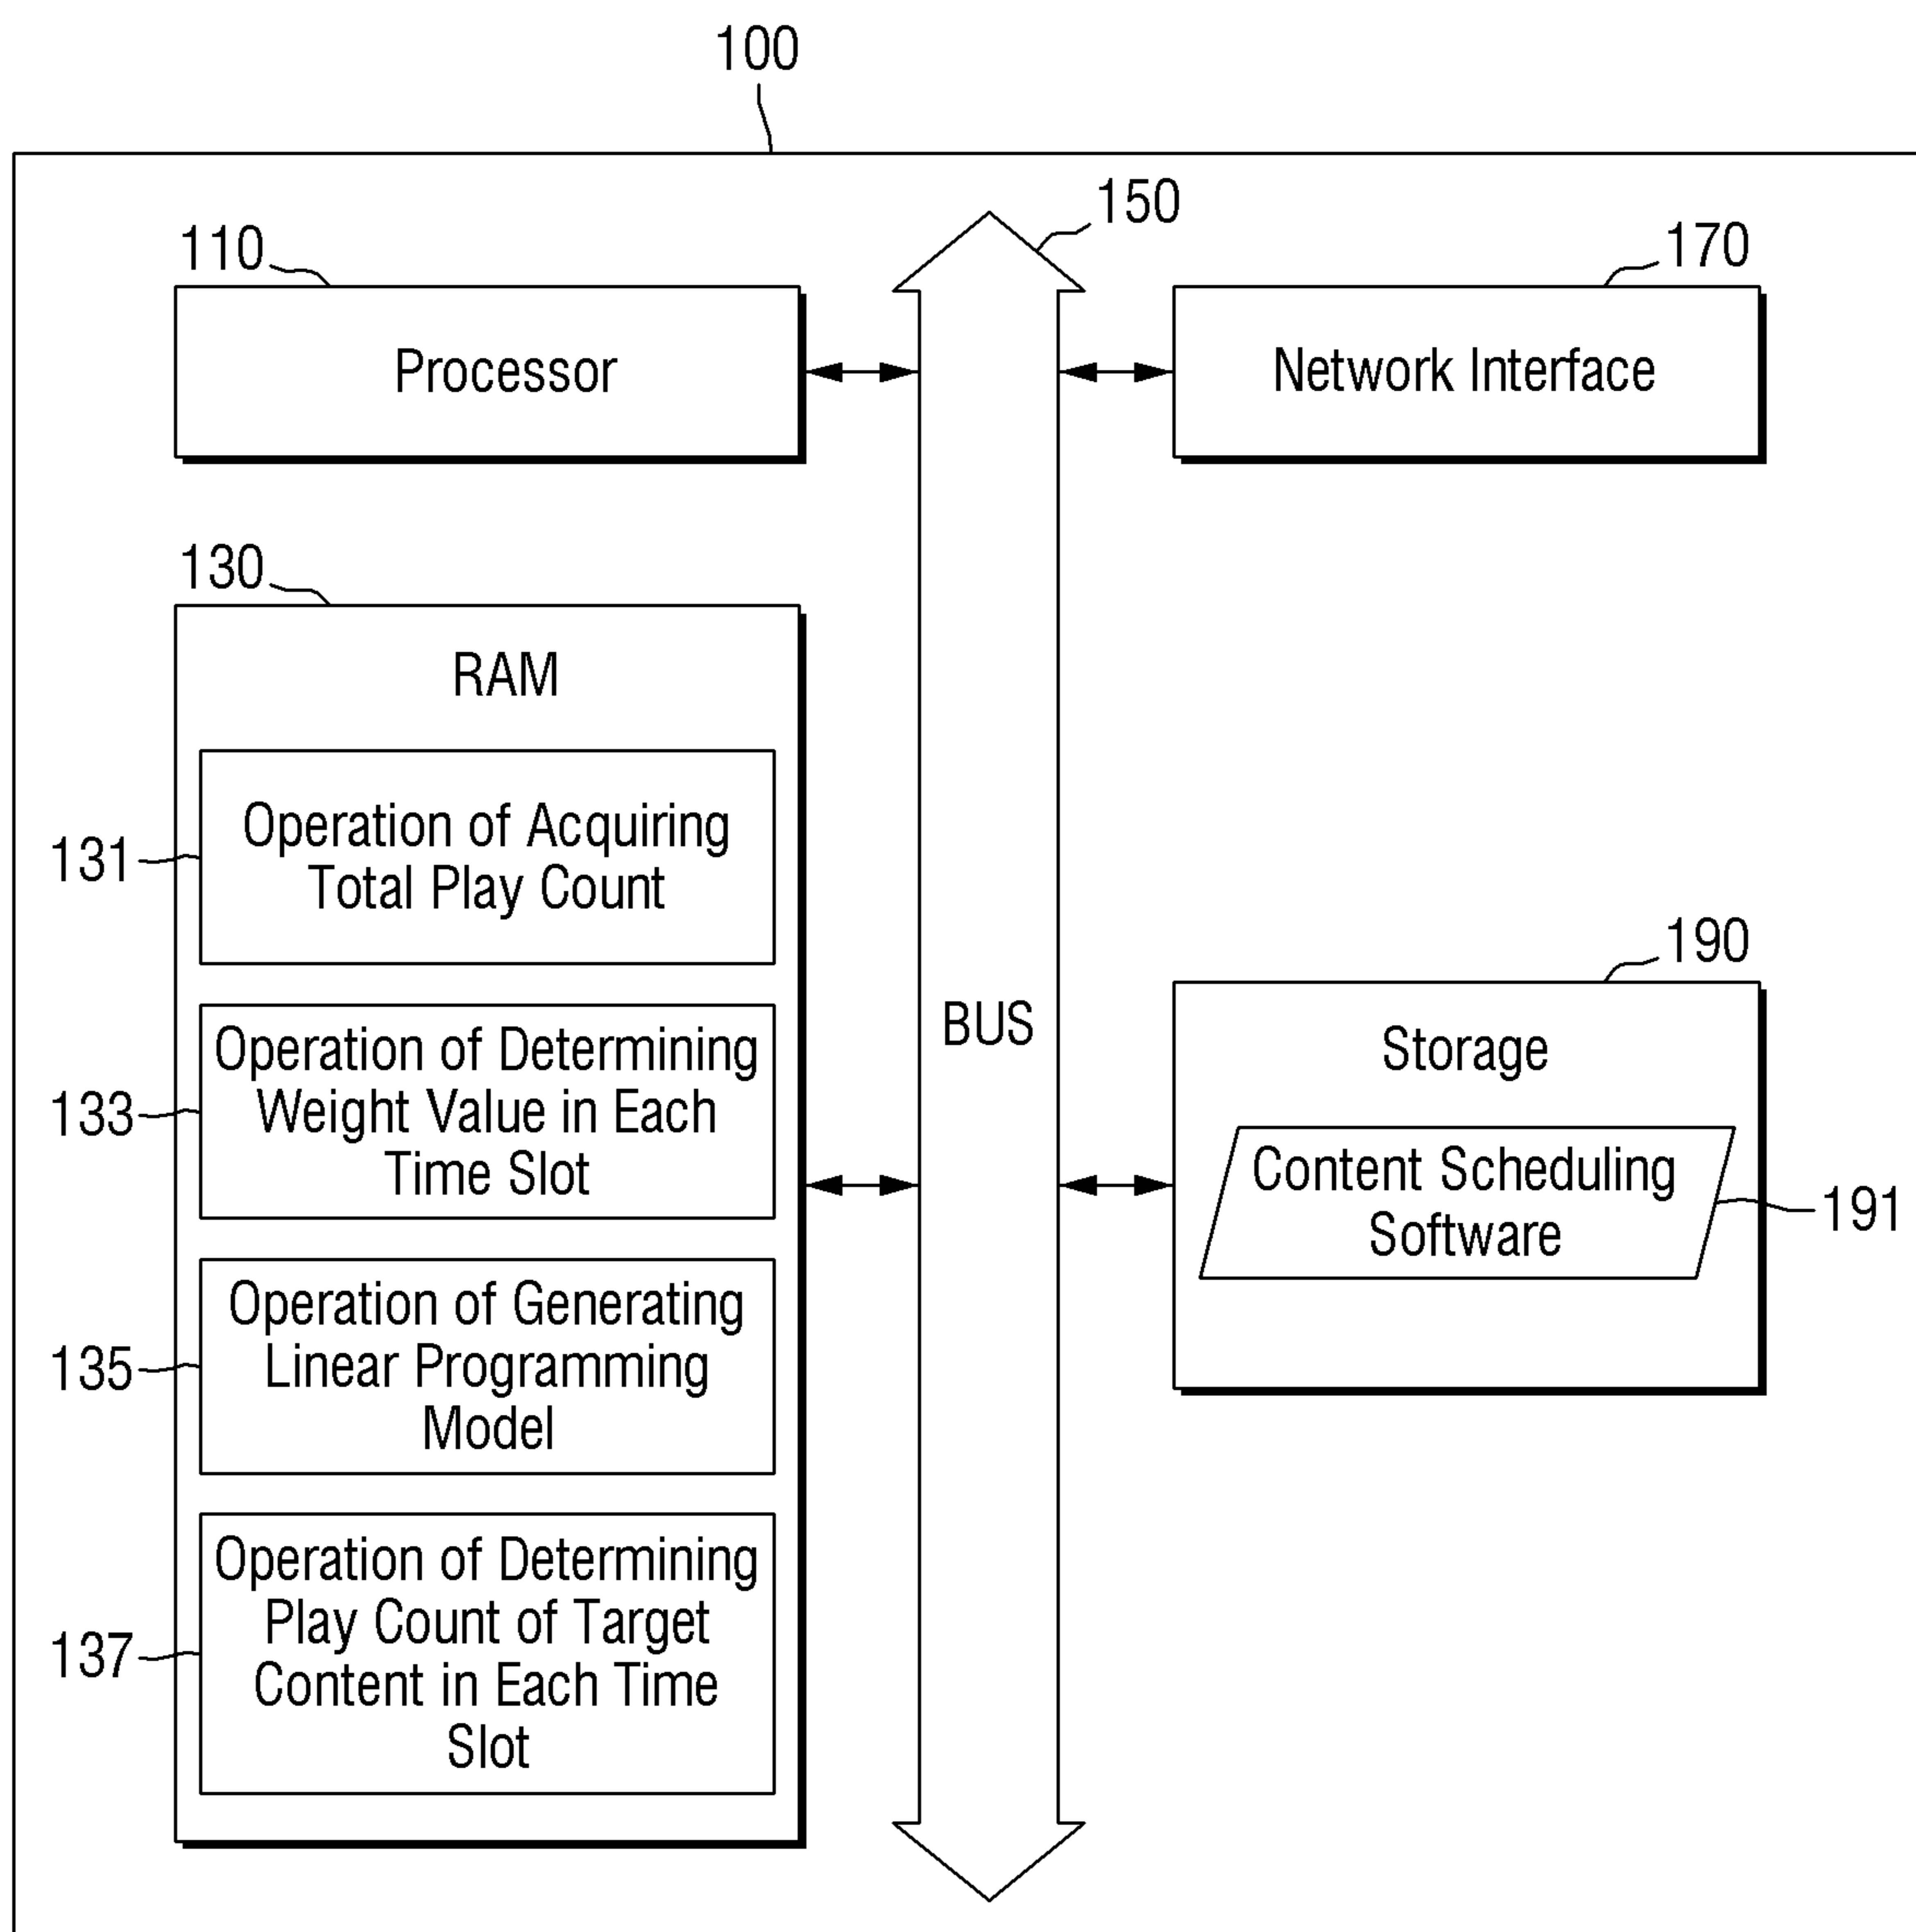 100
150
110
170
Processor
Network Interface
130
RAM
131
Operation of Acquiring
Total Play Count
133
Operation of Determining
Weight Value in Each
Time Slot
135
Operation of Generating
Linear Programming
Model
137
Operation of Determining
Play Count of Target
Content in Each Time
Slot
BUS
190
Storage
Content Scheduling
Software
191